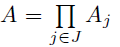 A = ∏_{j∈J} A_j